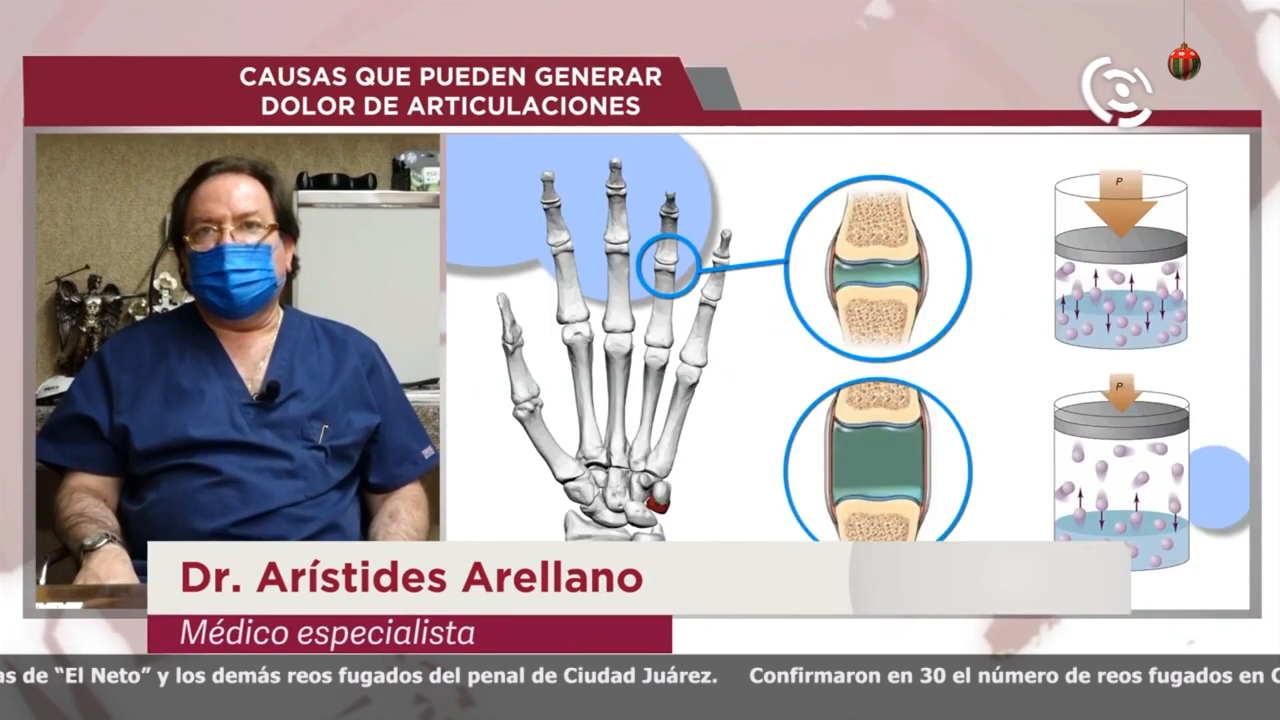 CAUSAS QUE PUEDEN GENERAR
DOLOR DE ARTICULACIONES
P
P
Dr. Arístides Arellano
Médico especialista
as de “El Neto” y los demás reos fugados del penal de Ciudad Juárez. Confirmaron en 30 el número de reos fugados en C